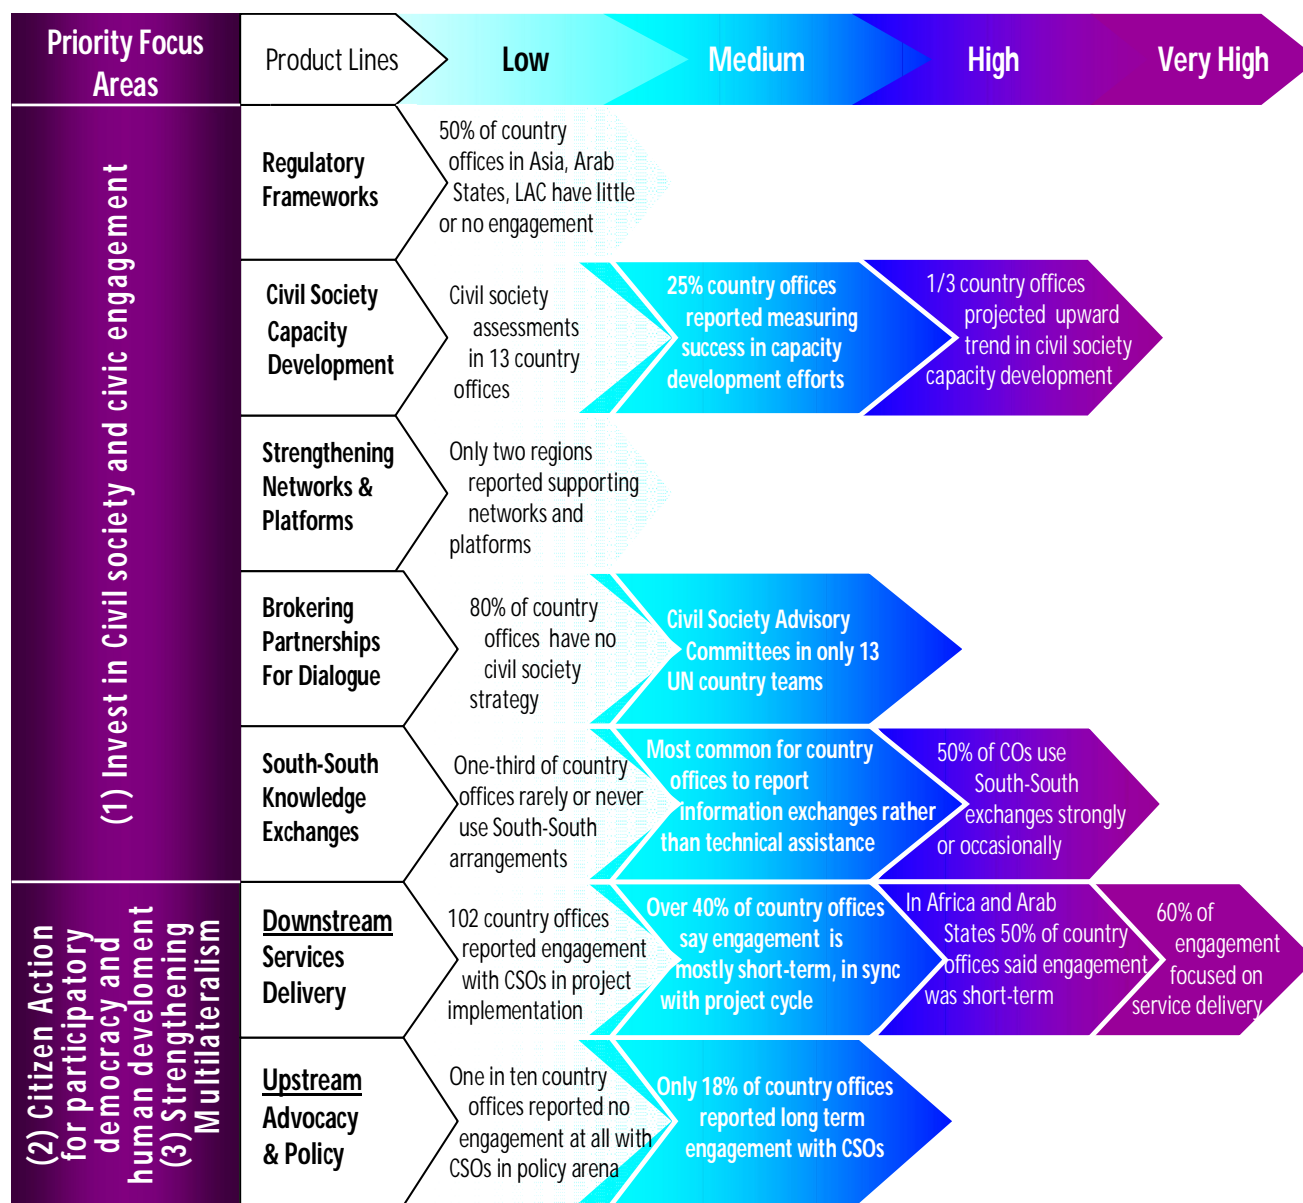 Priority Focus
Areas
Product Lines
Low
Medium
High
Very High
(1) Invest in Civil society and civic engagement
Regulatory
Frameworks
50% of country
offices in Asia, Arab
States, LAC have little
or no engagement
Civil Society
Capacity
Development
Civil society
assessments
in 13 country
offices
25% country offices
reported measuring
success in capacity
development efforts
1/3 country offices
projected upward
trend in civil society
capacity development
Strengthening
Networks &
Platforms
Only two regions
reported supporting
networks and
platforms
Brokering
Partnerships
For Dialogue
80% of country
offices have no
civil society
strategy
Civil Society Advisory
Committees in only 13
UN country teams
South-South
Knowledge
Exchanges
One-third of country
offices rarely or never
use South-South
arrangements
Most common for country
offices to report
information exchanges rather
than technical assistance
50% of COs use
South-South
exchanges strongly
or occasionally
(2) Citizen Action
for participatory
democracy and
human develoment
(3) Strengthening
Multilateralism
Downstream
Services
Delivery
102 country offices
reported engagement
with CSOs in project
implementation
Over 40% of country offices
say engagement is
mostly short-term, in sync
with project cycle
In Africa and Arab
States 50% of country
offices said engagement
was short-term
60% of
engagement
focused on
service delivery
Upstream
Advocacy
& Policy
One in ten country
offices reported no
engagement at all with
CSOs in policy arena
Only 18% of country offices
reported long term
engagement with CSOs